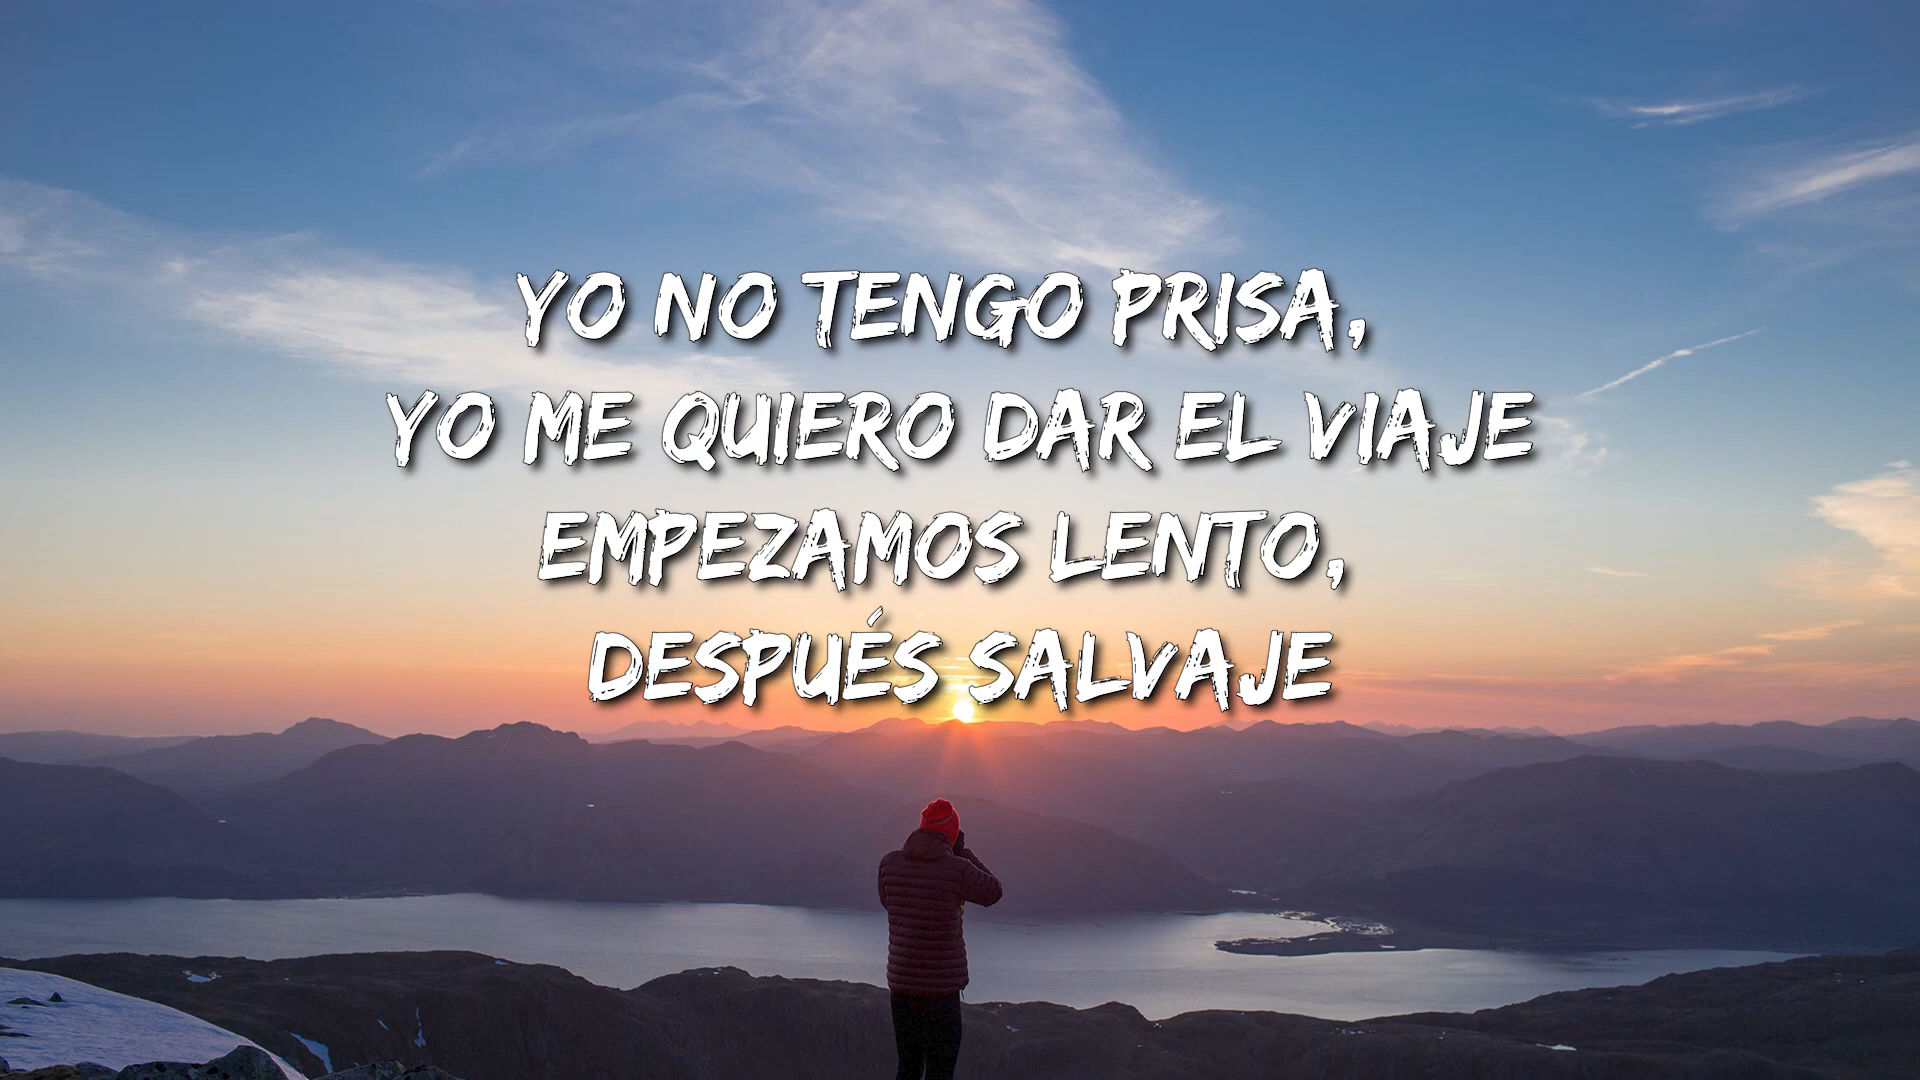 YO NO TENGO PRISA,
YO ME QUIERO DAR EL VIAJE
EMPEZAMOS LENTO,
DESPUÉS SALVAJE